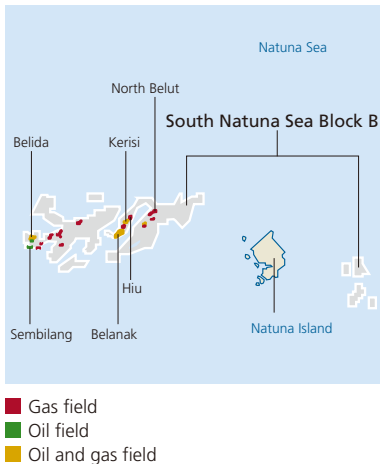 Natuna Sea
North Belut
South Natuna Sea Block B
Belida
Kerisi
Hiu
Sembilang
Belanak
Natuna Island
Gas field
Oil field
Oil and gas field